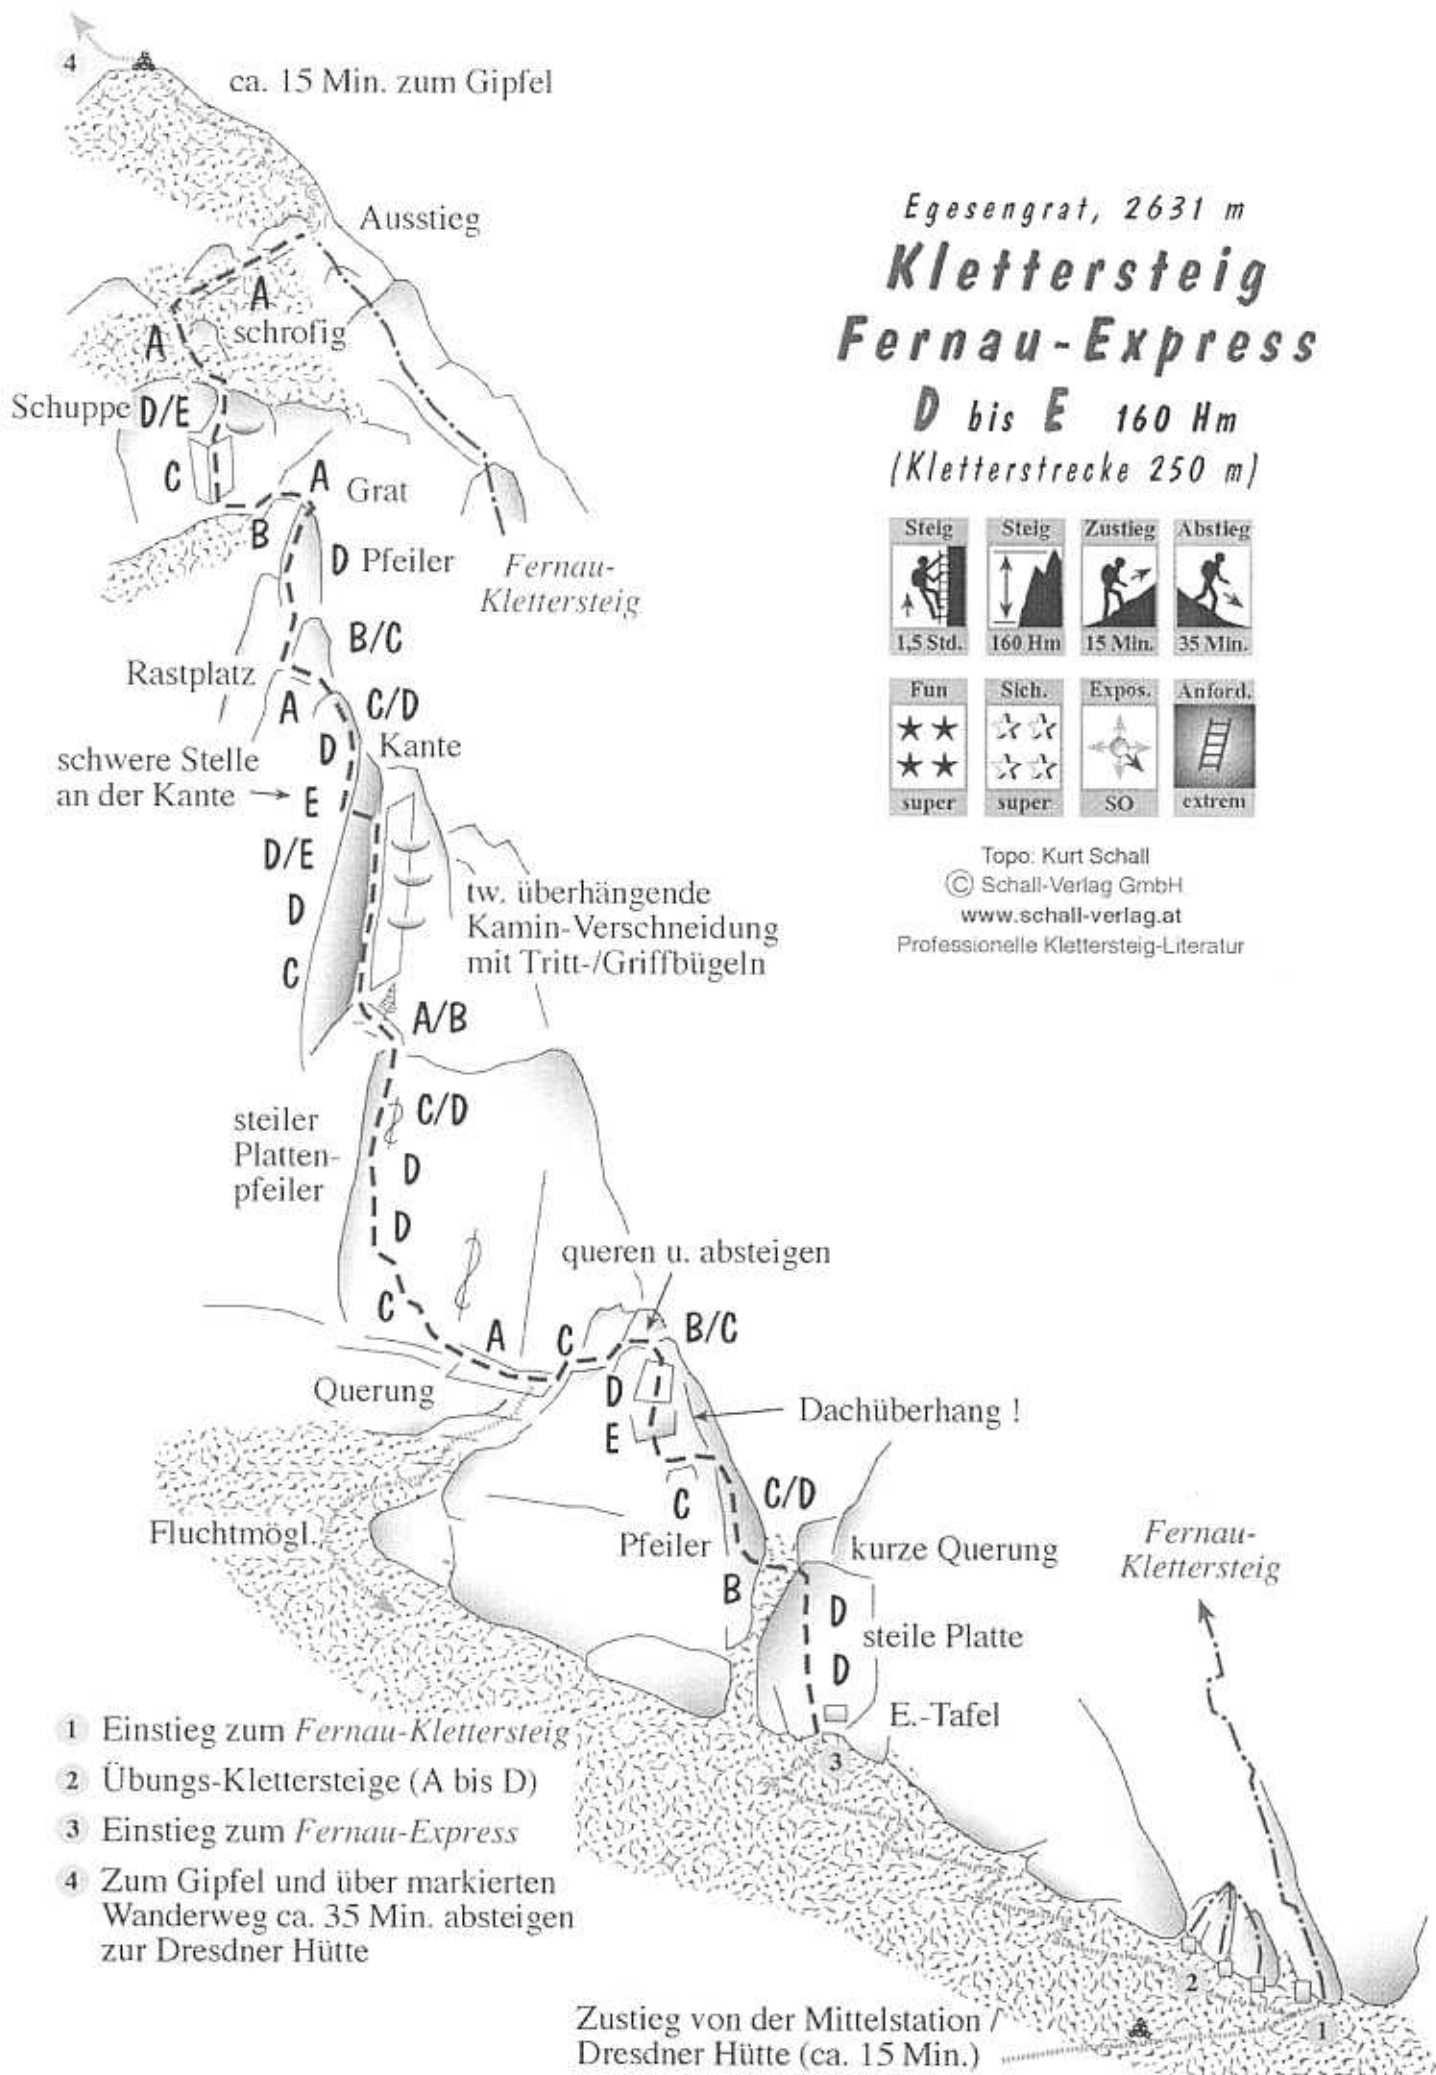 4
ca. 15 Min. zum Gipfel
Ausstieg
A
A
schrofig
Schuppe D/E
C
A Grat
B
D Pfeiler
Fernau-
Klettersteig
B/C
Rastplatz
A
C/D
D
Kante
schwere Stelle
an der Kante
E
D/E
D
C
tw. überhängende
Kamin-Verschneidung
mit Tritt-/Griffbügeln
A/B
C/D
steiler
Platten-
pfeiler
D
D
queren u. absteigen
C
A
C
B/C
Querung
D
E
Dachüberhang !
C
C/D
Fluchtmögl.
Pfeiler
kurze Querung
B
D
steile Platte
D
E.-Tafel
3
Fernau-
Klettersteig
2
1
Egesengrat, 2631 m
Klettersteig
Fernau-Express
D bis E 160 Hm
(Kletterstrecke 250 m)
Steig Steig Zustieg Abstieg
1,5 Std. 160 Hm 15 Min. 35 Min.
Fun Sich. Expos. Anford.
super super SO extrem
Topo: Kurt Schall
© Schall-Verlag GmbH
www.schall-verlag.at
Professionelle Klettersteig-Literatur
1 Einstieg zum Fernau-Klettersteig
2 Übungs-Klettersteige (A bis D)
3 Einstieg zum Fernau-Express
4 Zum Gipfel und über markierten
Wanderweg ca. 35 Min. absteigen
zur Dresdner Hütte
Zustieg von der Mittelstation /
Dresdner Hütte (ca. 15 Min.)